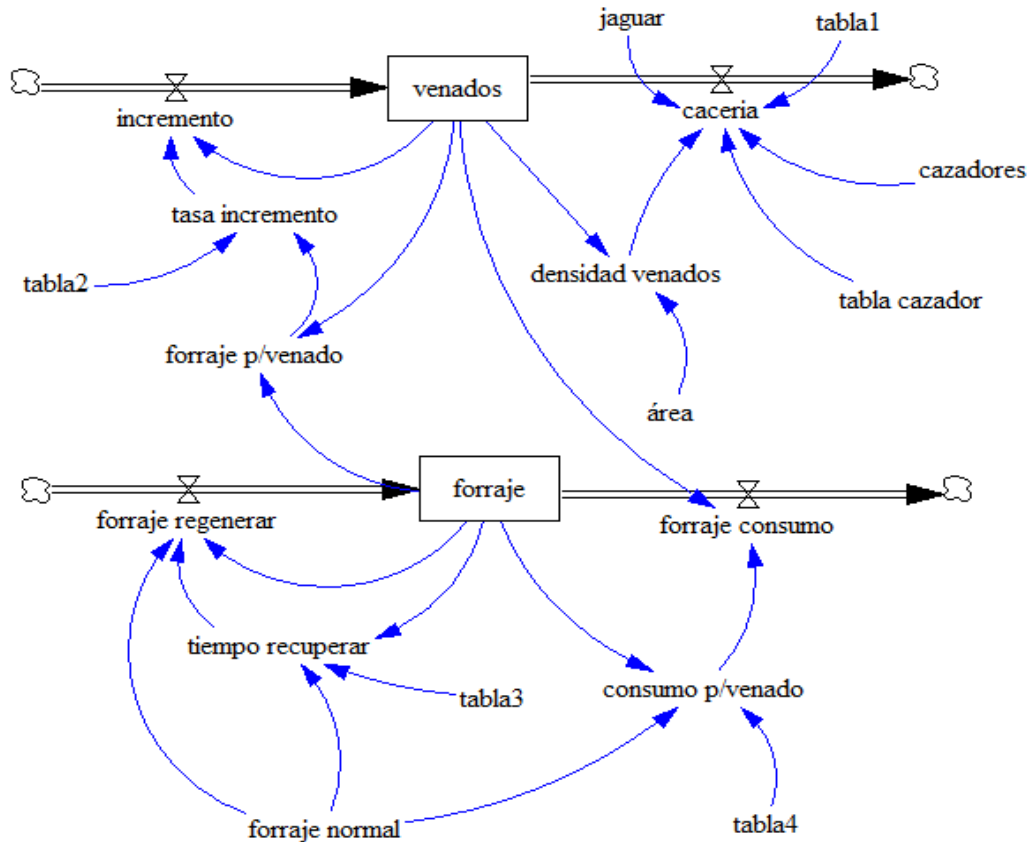 jaguar
tabla1
venados
incremento
caceria
cazadores
tasa incremento
densidad venados
tabla2
tabla cazador
forraje p/venado
área
forraje
forraje regenerar
forraje consumo
tiempo recuperar
consumo p/venado
tabla3
forraje normal
tabla4